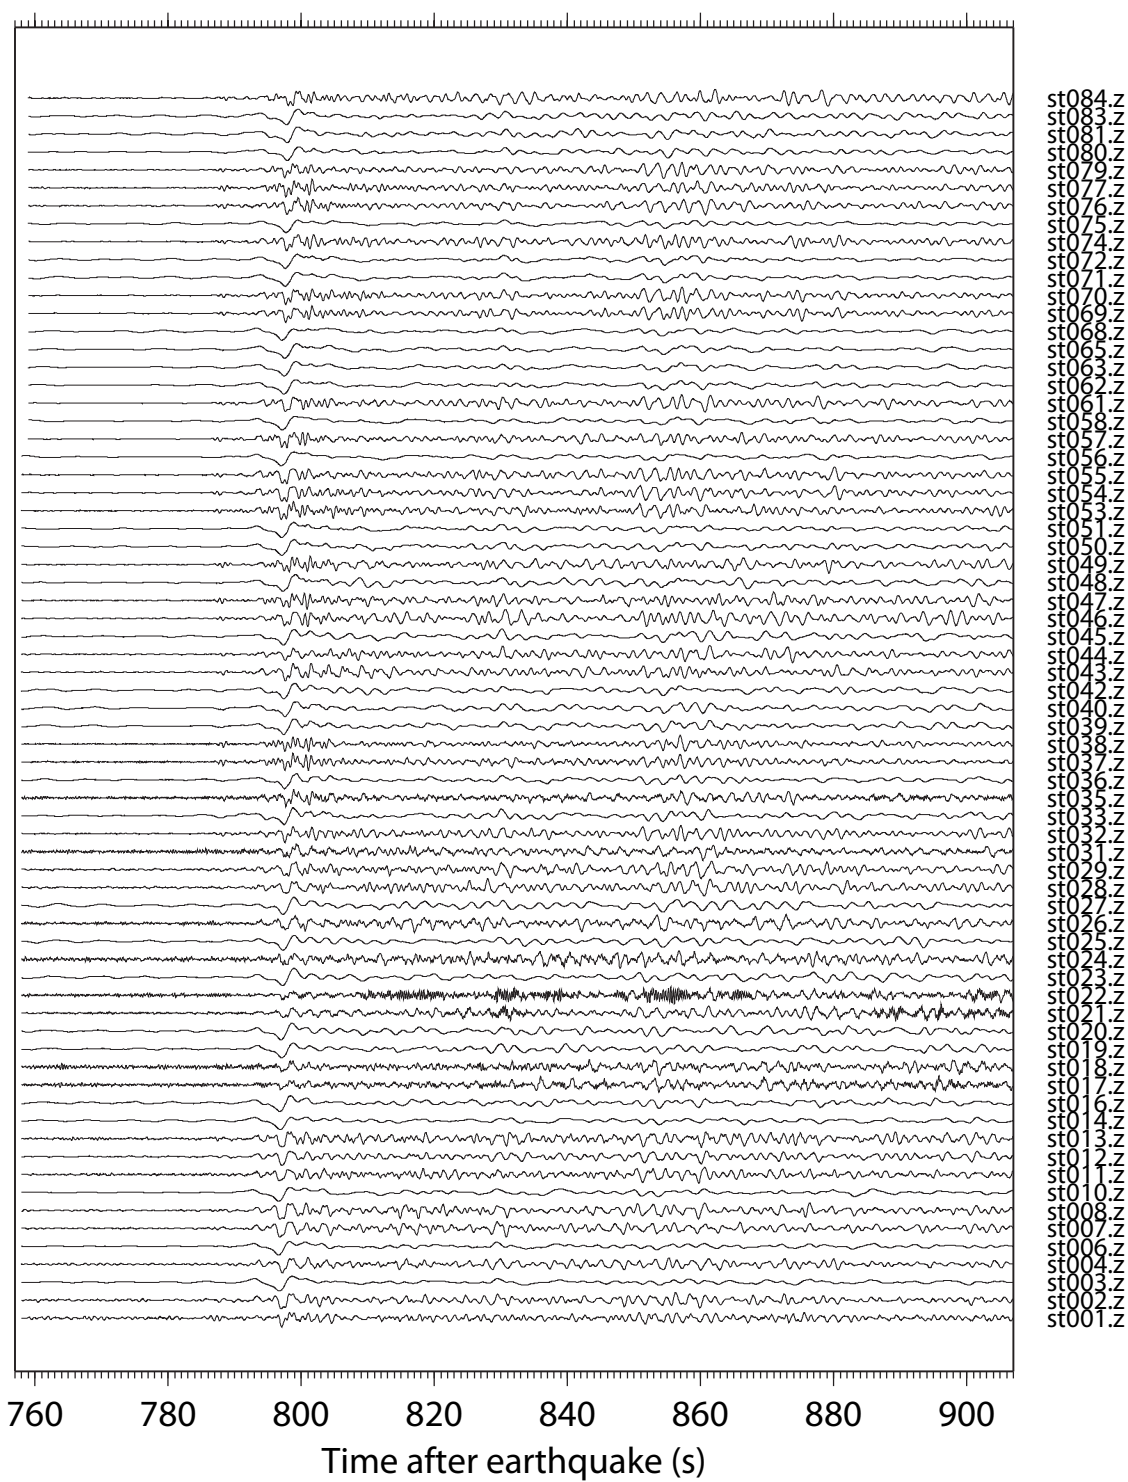 st084.z
st083.z
st081.z
st080.z
st079.z
st077.z
st076.z
st075.z
st074.z
st072.z
st071.z
st070.z
st069.z
st068.z
st065.z
st063.z
st062.z
st061.z
st058.z
st057.z
st056.z
st055.z
st054.z
st053.z
st051.z
st050.z
st049.z
st048.z
st047.z
st046.z
st045.z
st044.z
st043.z
st042.z
st040.z
st039.z
st038.z
st037.z
st036.z
st035.z
st033.z
st032.z
st031.z
st029.z
st028.z
st027.z
st026.z
st025.z
st024.z
st023.z
st022.z
st021.z
st020.z
st019.z
st018.z
st017.z
st016.z
st014.z
st013.z
st012.z
st011.z
st010.z
st008.z
st007.z
st006.z
st004.z
st003.z
st002.z
st001.z
760 780 800 820 840 860 880 900
Time after earthquake (s)